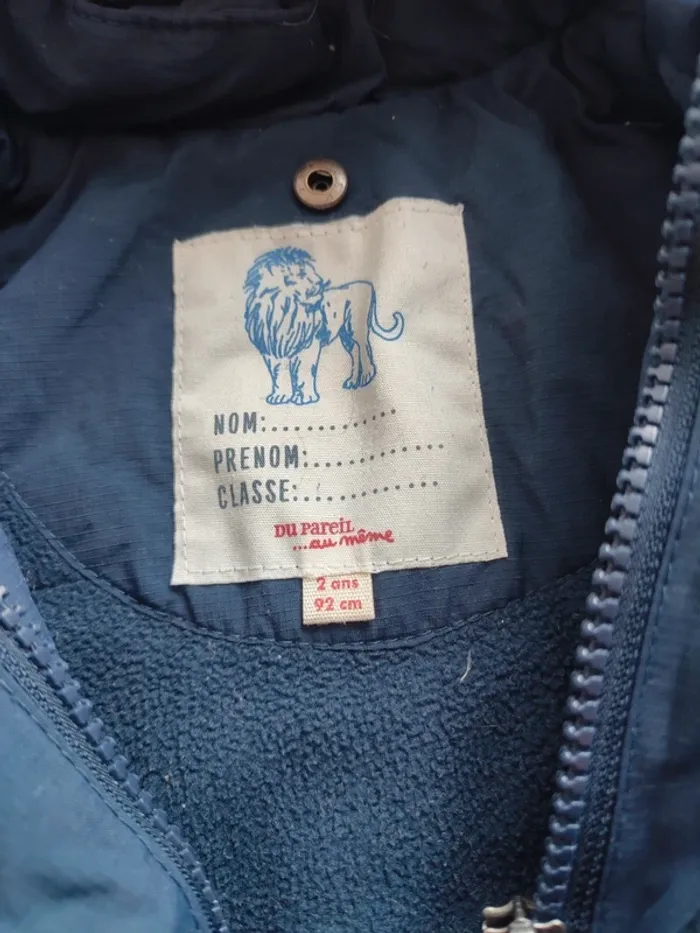 NOM:.............
PRENOM:..............
CLASSE:.............
DU PAREIL
...au même
2 ans
92 cm